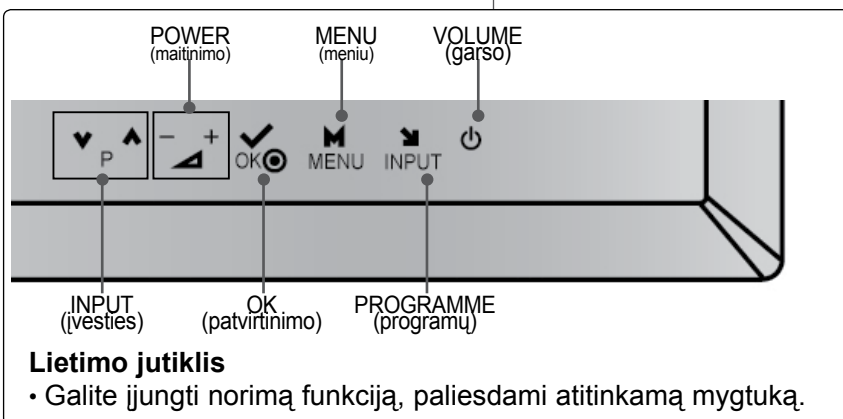 POWER MENU VOLUME
(maitinimo) (meniu) (garso)
P - + OK MENU INPUT
INPUT OK PROGRAMME
(įvesties) (patvirtinimo) (programų)
Lietimo jutiklis
• Galite įjungti norimą funkciją, paliesdami atitinkamą mygtuką.